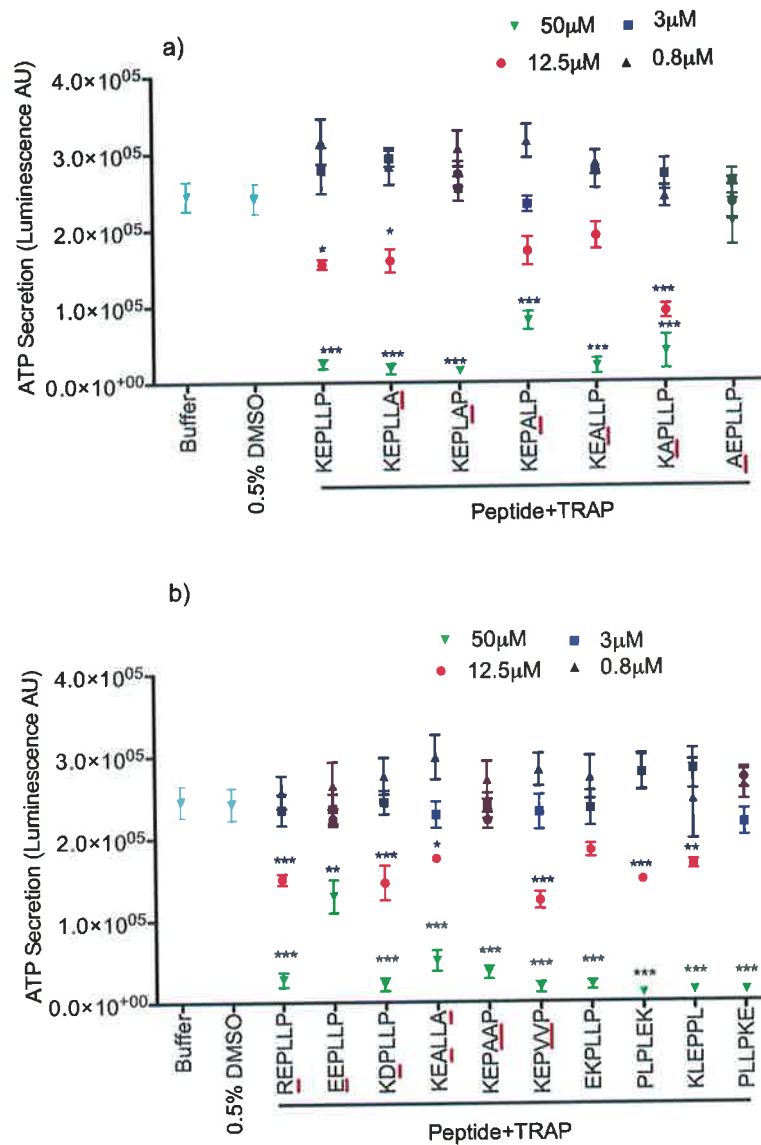 a)
50μM 3μM
12.5μM 0.8μM
ATP Secretion (Luminescence AU)
4.0×10⁰⁵
3.0×10⁰⁵
2.0×10⁰⁵
1.0×10⁰⁵
0.0×10⁺⁰⁰
* * *** *** *** *** *** *** ***
Buffer
0.5% DMSO
KEPLLP
KEPLLA
KEPLAP
KEPALP
KEALLP
KAPLLP
AEPLLP
Peptide+TRAP
b)
50μM 3μM
12.5μM 0.8μM
ATP Secretion (Luminescence AU)
4.0×10⁰⁵
3.0×10⁰⁵
2.0×10⁰⁵
1.0×10⁰⁵
0.0×10⁺⁰⁰
*** ** *** * *** *** **
*** *** *** *** *** *** *** *** ***
Buffer
0.5% DMSO
REPLLP
EEPLLP
KDPLLP
KEALLA
KEPAAP
KEPVVP
EKPLLP
PLPLEK
KLEPPL
PLLPKE
Peptide+TRAP